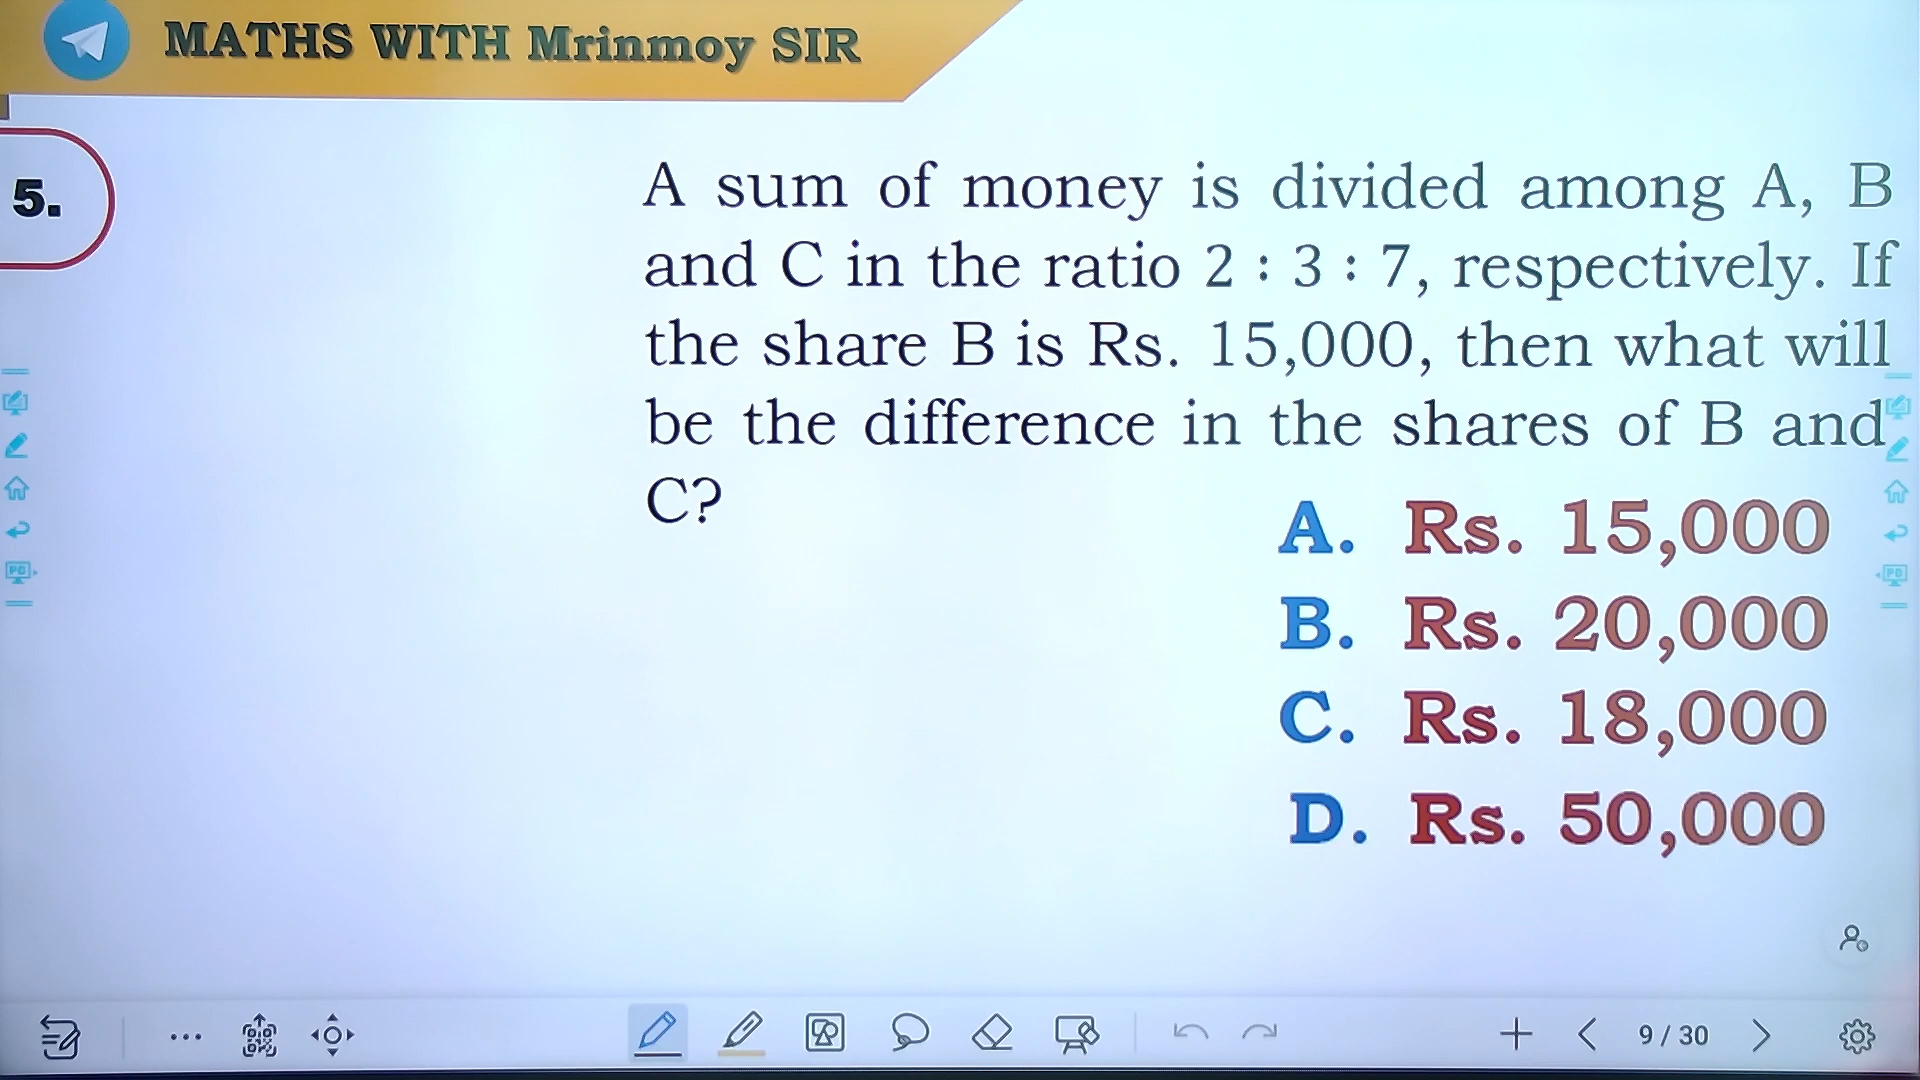 MATHS WITH Mrinmoy SIR
5.
A sum of money is divided among A, B
and C in the ratio 2 : 3 : 7, respectively. If
the share B is Rs. 15,000, then what will
be the difference in the shares of B and
C?
A. Rs. 15,000
B. Rs. 20,000
C. Rs. 18,000
D. Rs. 50,000
PD
PD
9 / 30